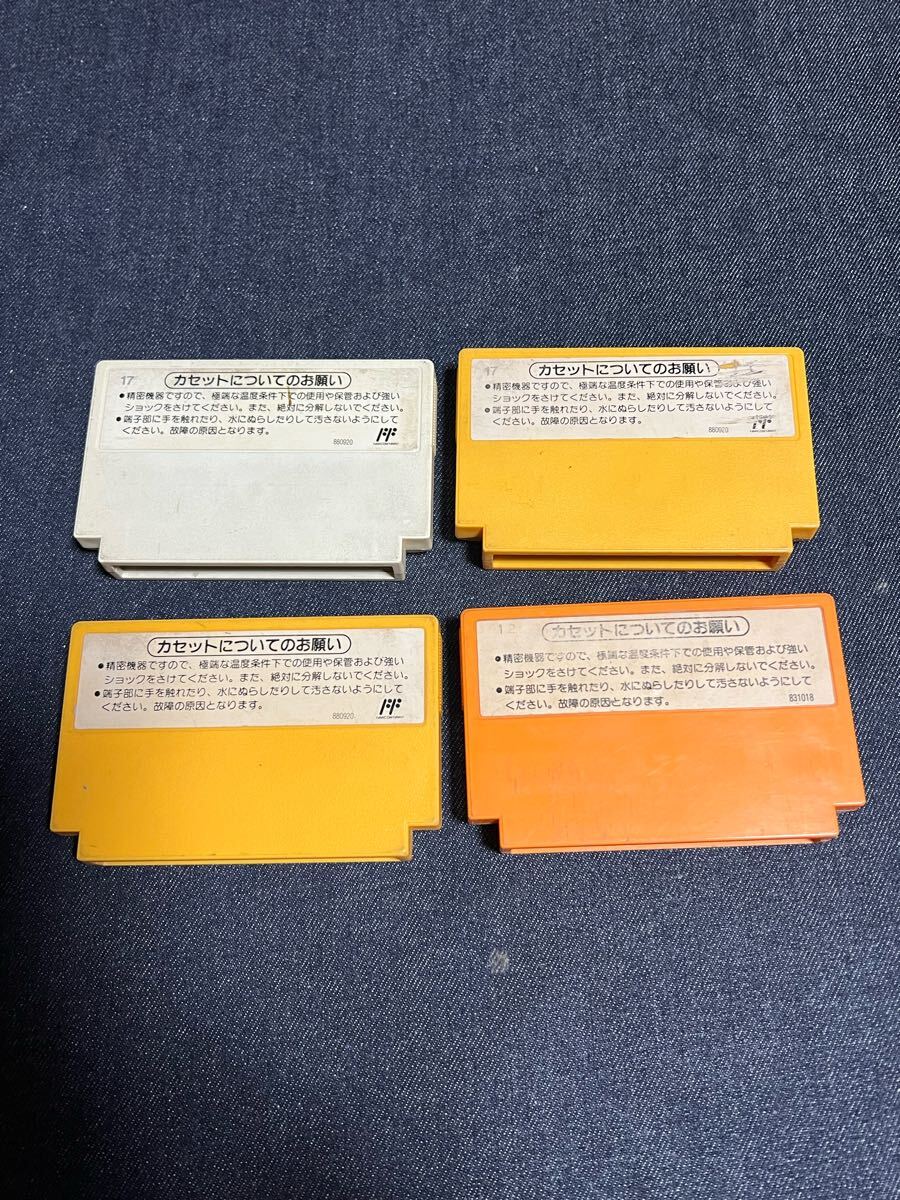 17
カセットについてのお願い
●精密機器ですので、極端な温度条件下での使用や保管および強い
ショックをさけてください。また、絶対に分解しないでください。
●端子部に手を触れたり、水にぬらしたりして汚さないようにして
ください。故障の原因となります。
880920
17
カセットについてのお願い
●精密機器ですので、極端な温度条件下での使用や保管および強い
ショックをさけてください。また、絶対に分解しないでください。
●端子部に手を触れたり、水にぬらしたりして汚さないようにして
ください。故障の原因となります。
880920
カセットについてのお願い
●精密機器ですので、極端な温度条件下での使用や保管および強い
ショックをさけてください。また、絶対に分解しないでください。
●端子部に手を触れたり、水にぬらしたりして汚さないようにして
ください。故障の原因となります。
880920
12
カセットについてのお願い
●精密機器ですので、極端な温度条件下での使用や保管および強い
ショックをさけてください。また、絶対に分解しないでください。
●端子部に手を触れたり、水にぬらしたりして汚さないようにして
ください。故障の原因となります。
831018